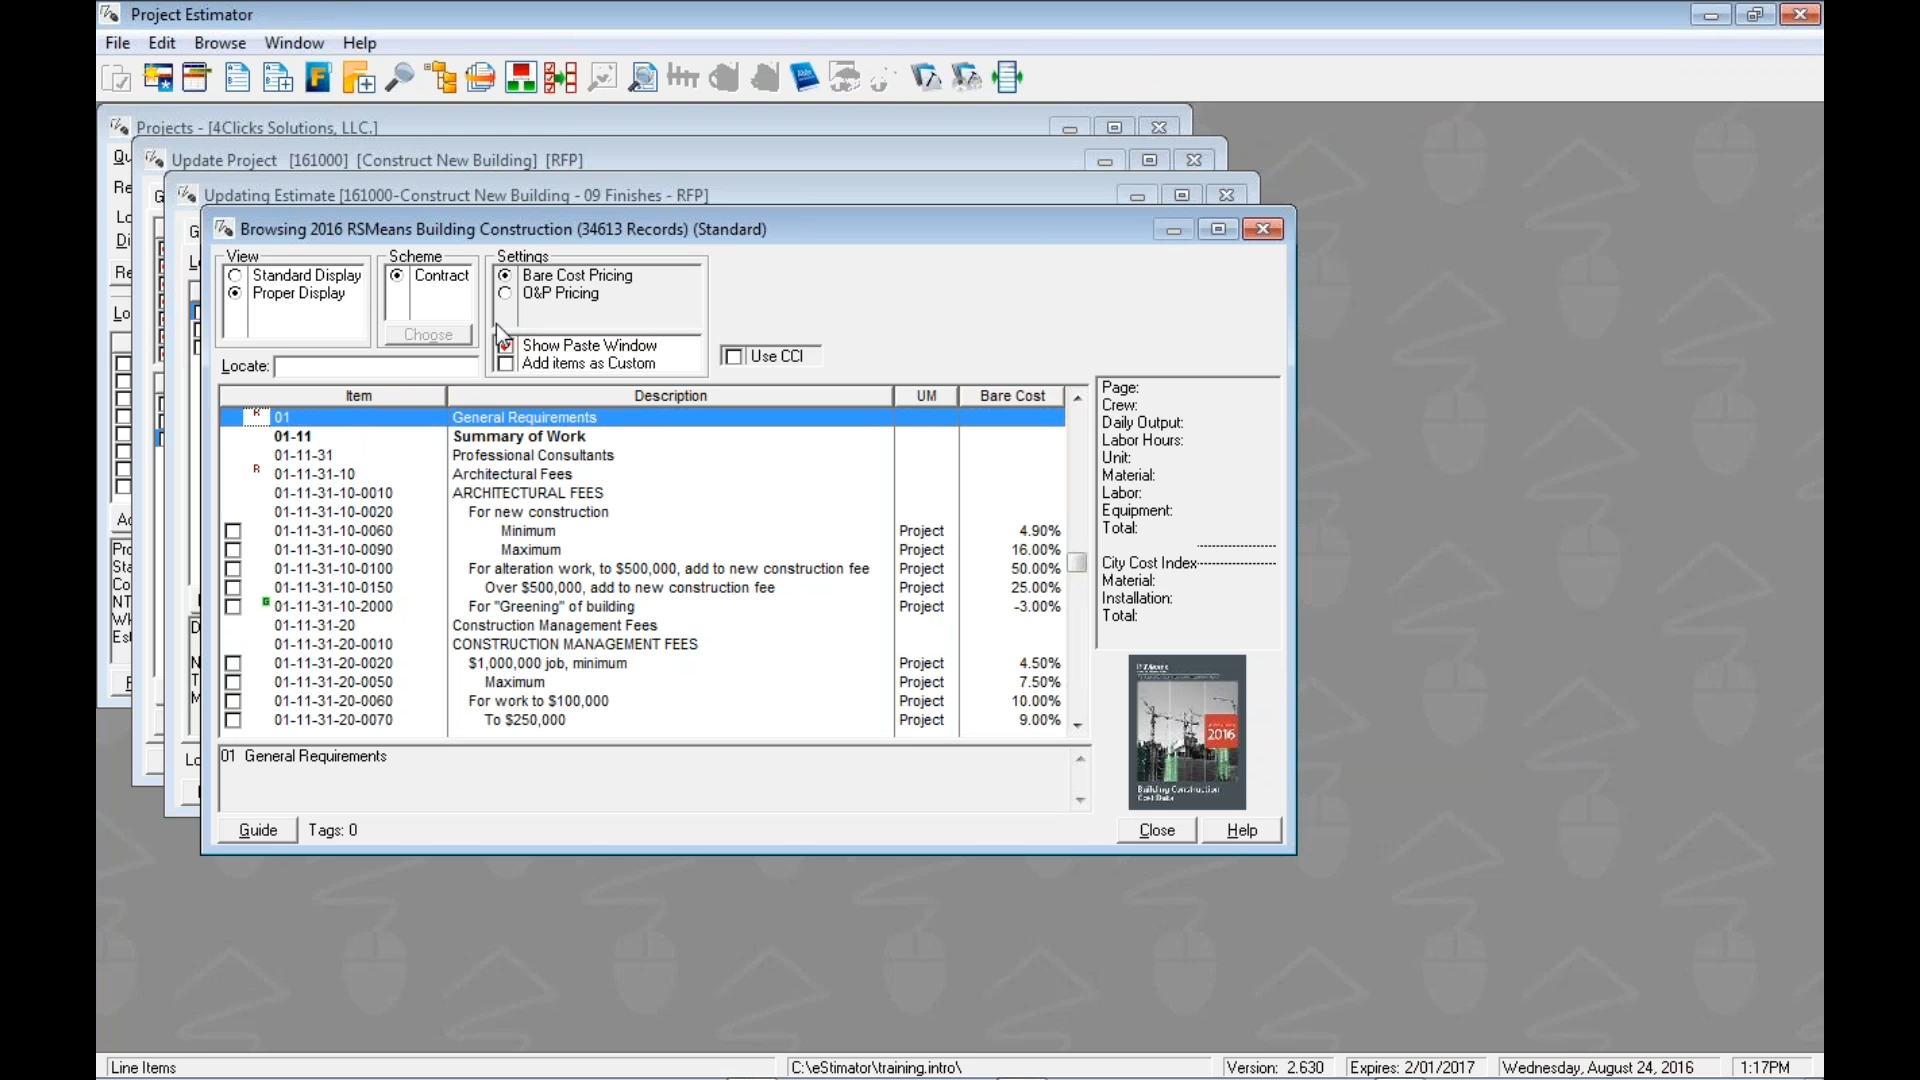 Project Estimator
File Edit Browse Window Help
Projects - [4Clicks Solutions, LLC.]
Update Project [161000] [Construct New Building] [RFP]
Updating Estimate [161000-Construct New Building - 09 Finishes - RFP]
Browsing 2016 RSMeans Building Construction (34613 Records) (Standard)
View Scheme Settings
Standard Display Contract Bare Cost Pricing
Proper Display O&P Pricing
Choose
Show Paste Window
Use CCI
Locate: Add items as Custom
Item Description UM Bare Cost
R 01 General Requirements
01-11 Summary of Work
01-11-31 Professional Consultants
R 01-11-31-10 Architectural Fees
01-11-31-10-0010 ARCHITECTURAL FEES
01-11-31-10-0020 For new construction
01-11-31-10-0060 Minimum Project 4.90%
01-11-31-10-0090 Maximum Project 16.00%
01-11-31-10-0100 For alteration work, to $500,000, add to new construction fee Project 50.00%
01-11-31-10-0150 Over $500,000, add to new construction fee Project 25.00%
G 01-11-31-10-2000 For "Greening" of building Project -3.00%
01-11-31-20 Construction Management Fees
01-11-31-20-0010 CONSTRUCTION MANAGEMENT FEES
01-11-31-20-0020 $1,000,000 job, minimum Project 4.50%
01-11-31-20-0050 Maximum Project 7.50%
01-11-31-20-0060 For work to $100,000 Project 10.00%
01-11-31-20-0070 To $250,000 Project 9.00%
Page:
Crew:
Daily Output:
Labor Hours:
Unit:
Material:
Labor:
Equipment:
Total:
City Cost Index
Material:
Installation:
Total:
RSMeans
2016
Building Construction
Cost Data
01 General Requirements
Guide Tags: 0 Close Help
Line Items C:\eStimator\training.intro\ Version: 2.630 Expires: 2/01/2017 Wednesday, August 24, 2016 1:17PM